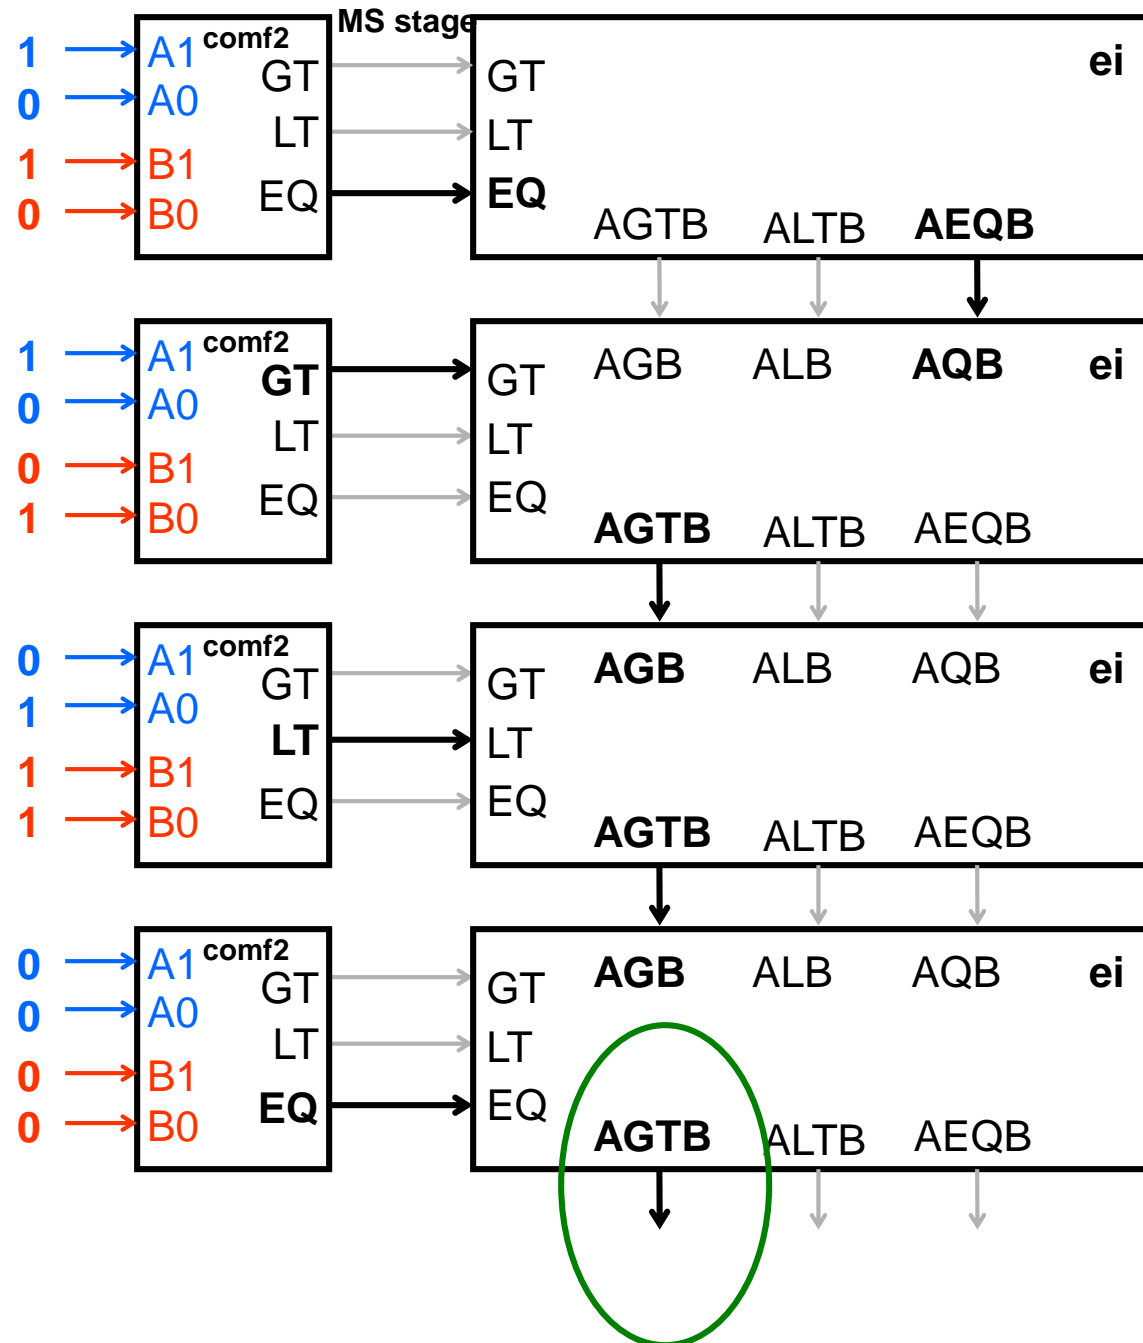 MS stage
1 A1 comf2 GT GT ei
0 A0 LT LT
1 B1 EQ EQ
0 B0 AGTB ALTB AEQB
1 A1 comf2 GT GT AGB ALB AQB ei
0 A0 LT LT
0 B1 EQ EQ
1 B0 AGTB ALTB AEQB
0 A1 comf2 GT GT AGB ALB AQB ei
1 A0 LT LT
1 B1 EQ EQ
1 B0 AGTB ALTB AEQB
0 A1 comf2 GT GT AGB ALB AQB ei
0 A0 LT LT
0 B1 EQ EQ
0 B0 AGTB ALTB AEQB